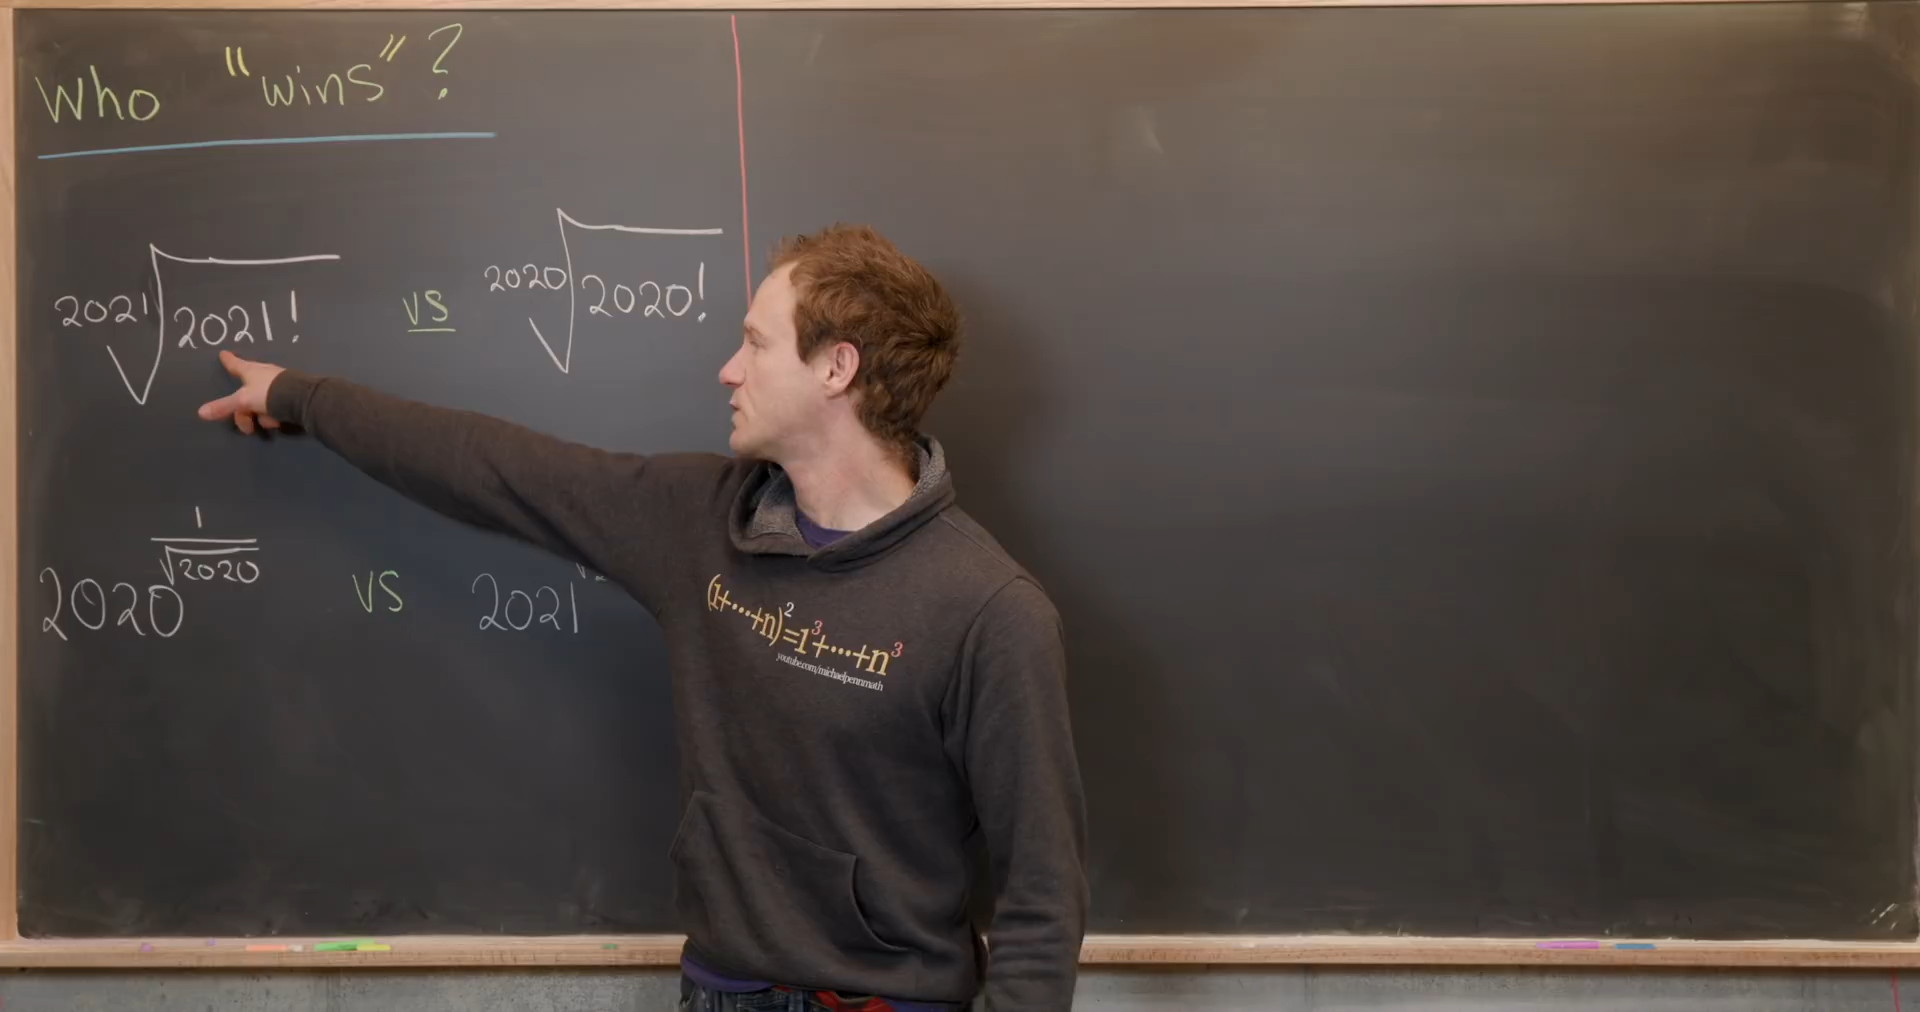 Who "wins"?
2021√2021! vs 2020√2020!
2020^(1/√2020) vs 2021
(1+···+n)²=1³+···+n³
youtube.com/michaelpennmath